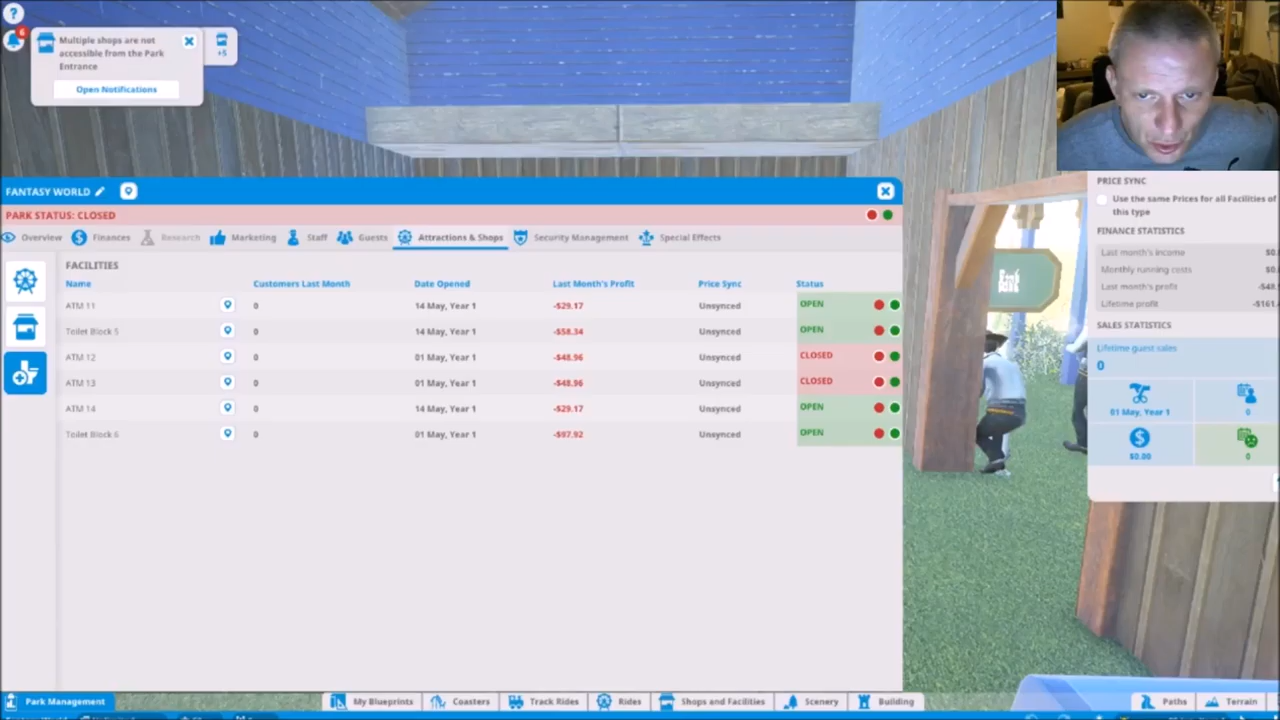 ?
6
Multiple shops are not
accessible from the Park
Entrance
+5
Open Notifications
FANTASY WORLD
PARK STATUS: CLOSED
Overview Finances Research Marketing Staff Guests Attractions & Shops Security Management Special Effects
FACILITIES
Name Customers Last Month Date Opened Last Month's Profit Price Sync Status
ATM 11 0 14 May, Year 1 -$29.17 Unsynced OPEN
Toilet Block 5 0 14 May, Year 1 -$58.34 Unsynced OPEN
ATM 12 0 01 May, Year 1 -$48.96 Unsynced CLOSED
ATM 13 0 01 May, Year 1 -$48.96 Unsynced CLOSED
ATM 14 0 14 May, Year 1 -$29.17 Unsynced OPEN
Toilet Block 6 0 01 May, Year 1 -$97.92 Unsynced OPEN
PRICE SYNC
Use the same Prices for all Facilities of
this type
FINANCE STATISTICS
Last month's income $0.
Monthly running costs $0.
Last month's profit -$48.
Lifetime profit -$161.
SALES STATISTICS
Lifetime guest sales
0
01 May, Year 1 0
$0.00 0
Park Management My Blueprints Coasters Track Rides Rides Shops and Facilities Scenery Building Paths Terrain